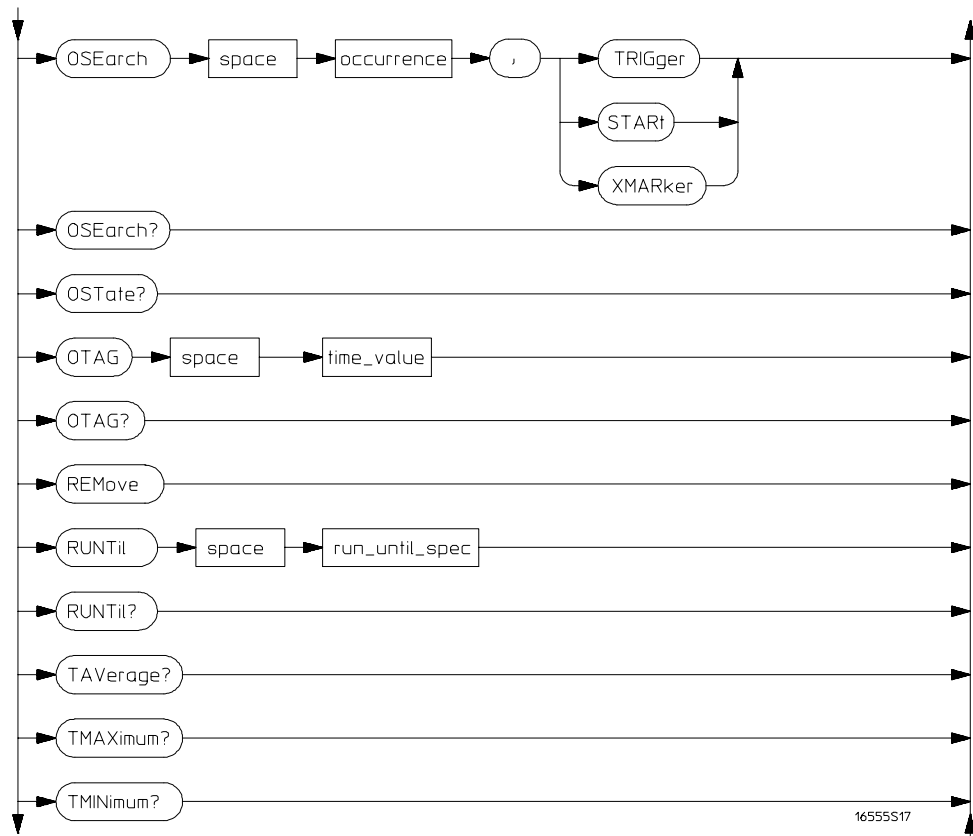 OSEarch space occurrence , TRIGger
STARt
XMARker
OSEarch?
OSTate?
OTAG space time_value
OTAG?
REMove
RUNTil space run_until_spec
RUNTil?
TAVerage?
TMAXimum?
TMINimum?
16555S17